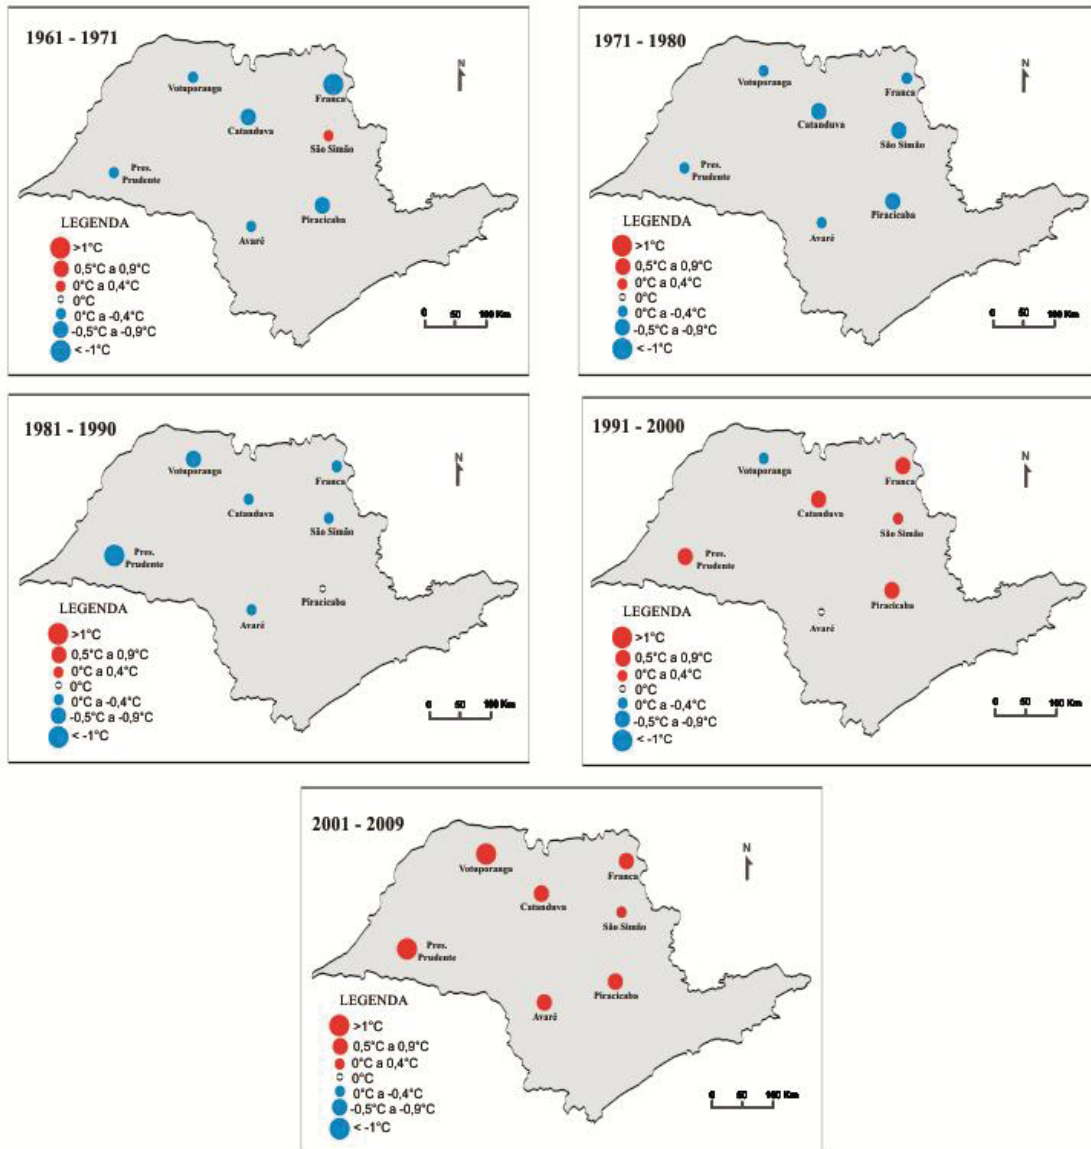 1961 - 1971
N
Votuporanga
Franca
Catanduva
São Simão
Pres.
Prudente
Piracicaba
Avaré
LEGENDA
>1°C
0,5°C a 0,9°C
0°C a 0,4°C
0°C
0°C a -0,4°C
-0,5°C a -0,9°C
< -1°C
0 50 100 Km
1971 - 1980
N
Votuporanga
Franca
Catanduva
São Simão
Pres.
Prudente
Piracicaba
Avaré
LEGENDA
>1°C
0,5°C a 0,9°C
0°C a 0,4°C
0°C
0°C a -0,4°C
-0,5°C a -0,9°C
< -1°C
0 50 100 Km
1981 - 1990
N
Votuporanga
Franca
Catanduva
São Simão
Pres.
Prudente
Piracicaba
Avaré
LEGENDA
>1°C
0,5°C a 0,9°C
0°C a 0,4°C
0°C
0°C a -0,4°C
-0,5°C a -0,9°C
< -1°C
0 50 100 Km
1991 - 2000
N
Votuporanga
Franca
Catanduva
São Simão
Pres.
Prudente
Piracicaba
Avaré
LEGENDA
>1°C
0,5°C a 0,9°C
0°C a 0,4°C
0°C
0°C a -0,4°C
-0,5°C a -0,9°C
< -1°C
0 50 100 Km
2001 - 2009
N
Votuporanga
Franca
Catanduva
São Simão
Pres.
Prudente
Piracicaba
Avaré
LEGENDA
>1°C
0,5°C a 0,9°C
0°C a 0,4°C
0°C
0°C a -0,4°C
-0,5°C a -0,9°C
< -1°C
0 50 100 Km